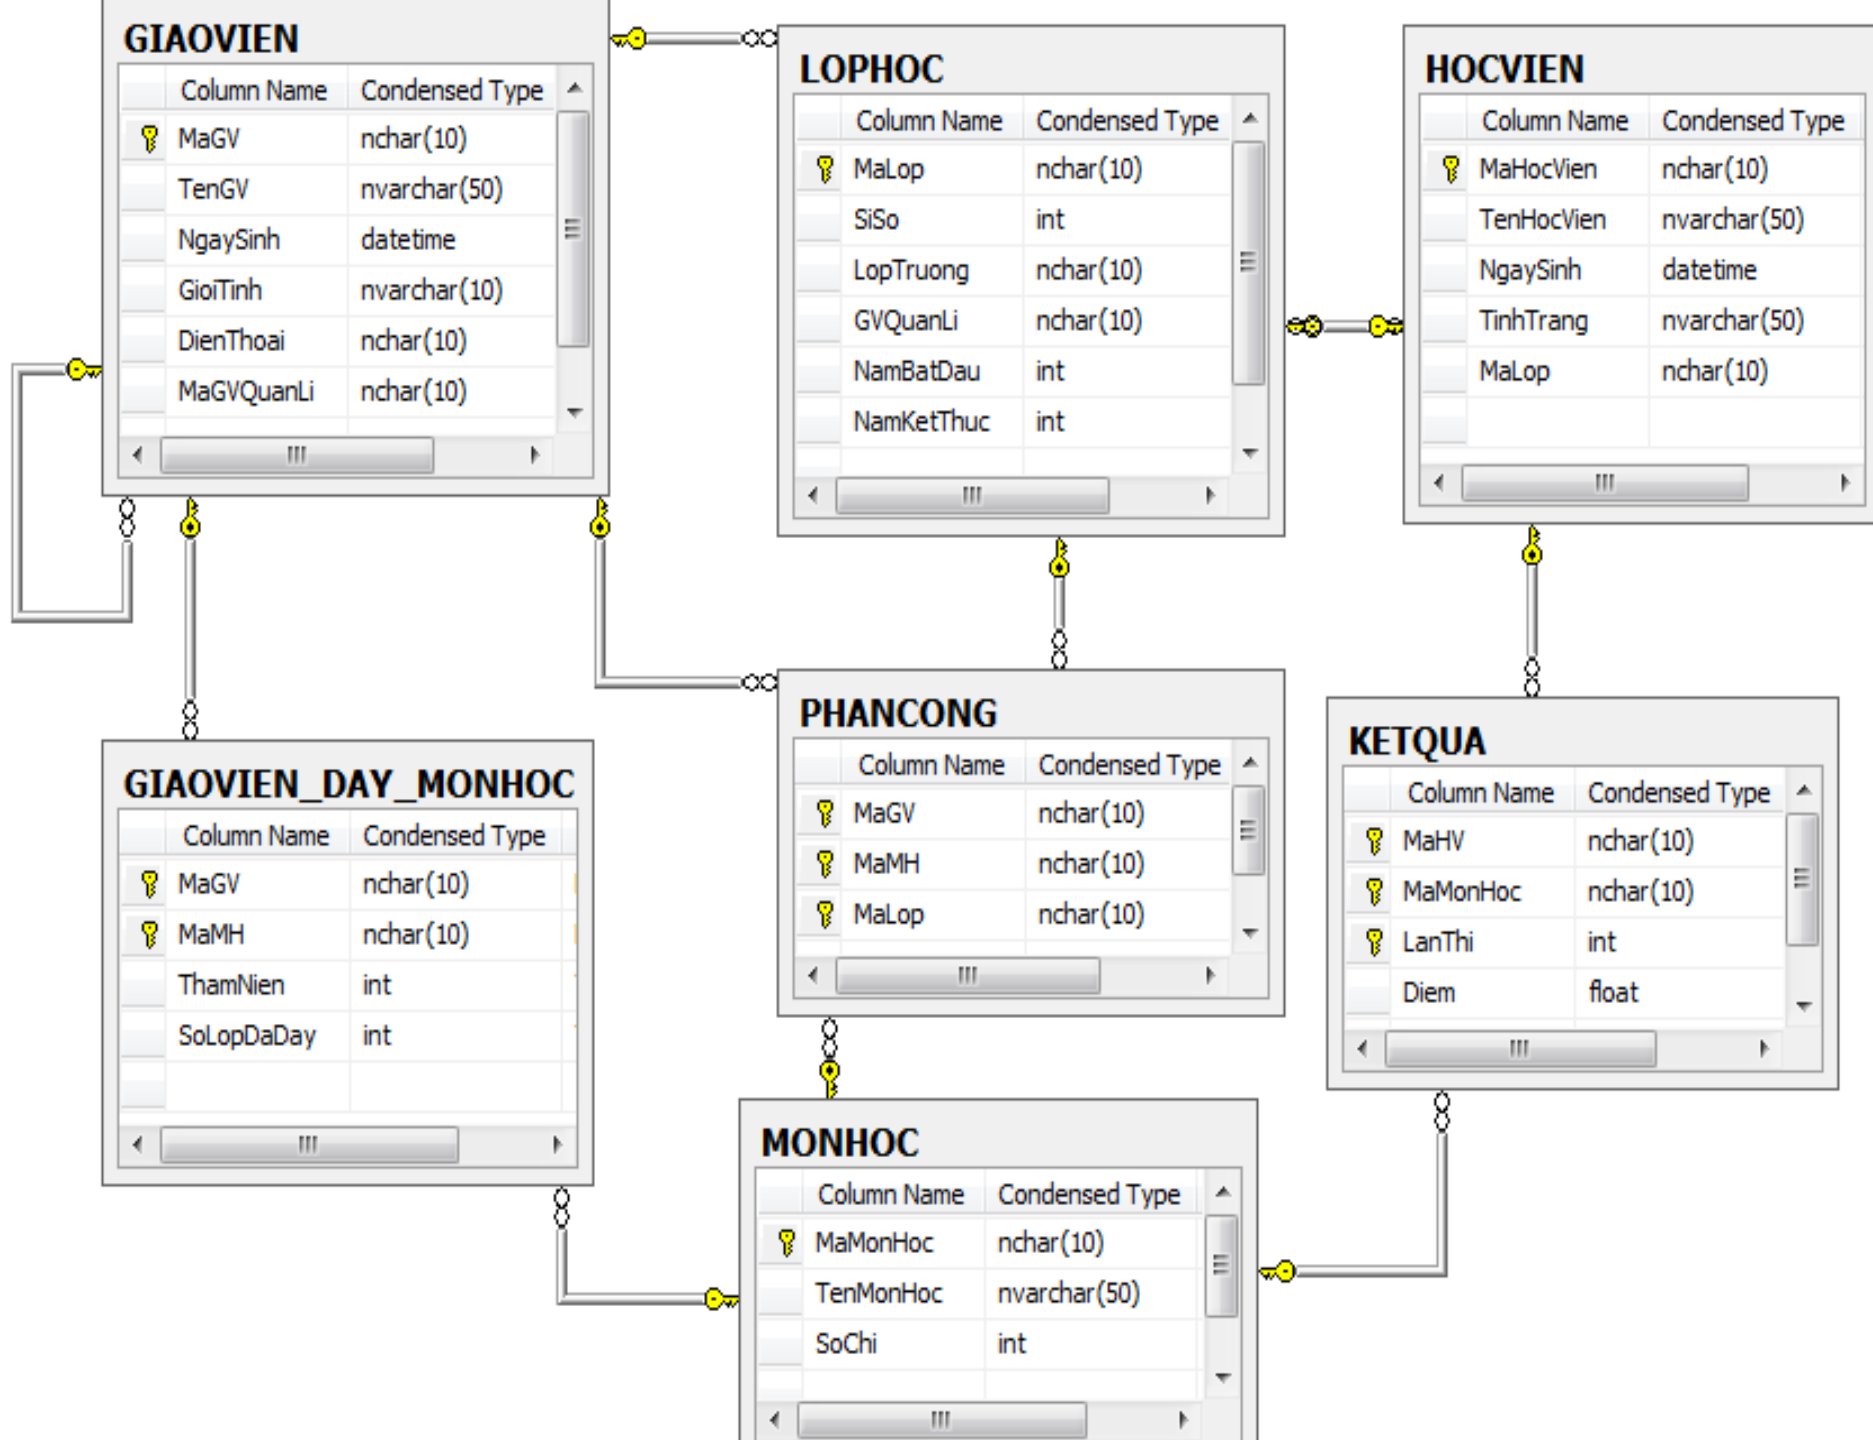 GIAOVIEN
Column Name Condensed Type
MaGV nchar(10)
TenGV nvarchar(50)
NgaySinh datetime
GioiTinh nvarchar(10)
DienThoai nchar(10)
MaGVQuanLi nchar(10)
LOPHOC
Column Name Condensed Type
MaLop nchar(10)
SiSo int
LopTruong nchar(10)
GVQuanLi nchar(10)
NamBatDau int
NamKetThuc int
HOCVIEN
Column Name Condensed Type
MaHocVien nchar(10)
TenHocVien nvarchar(50)
NgaySinh datetime
TinhTrang nvarchar(50)
MaLop nchar(10)
GIAOVIEN_DAY_MONHOC
Column Name Condensed Type
MaGV nchar(10)
MaMH nchar(10)
ThamNien int
SoLopDaDay int
PHANCONG
Column Name Condensed Type
MaGV nchar(10)
MaMH nchar(10)
MaLop nchar(10)
KETQUA
Column Name Condensed Type
MaHV nchar(10)
MaMonHoc nchar(10)
LanThi int
Diem float
MONHOC
Column Name Condensed Type
MaMonHoc nchar(10)
TenMonHoc nvarchar(50)
SoChi int